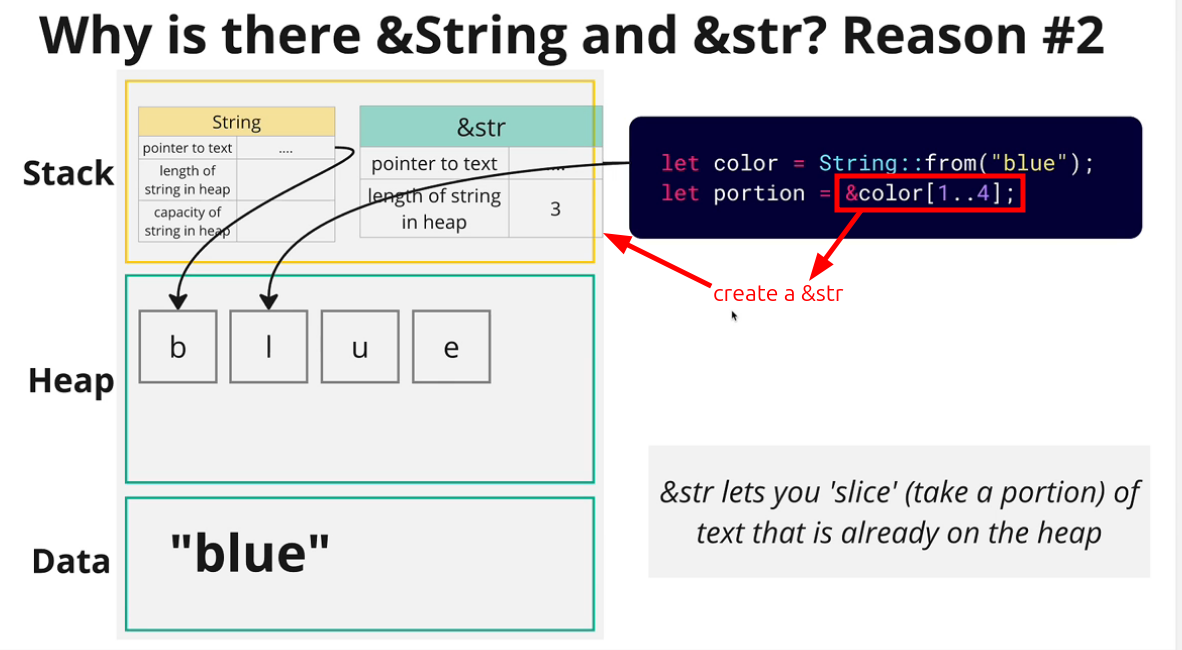 Why is there &String and &str? Reason #2
Stack
String
pointer to text
....
length of
string in heap
capacity of
string in heap
&str
pointer to text
....
length of string
in heap
3
let color = String::from("blue");
let portion = &color[1..4];
create a &str
Heap
b
l
u
e
&str lets you 'slice' (take a portion) of
text that is already on the heap
Data
"blue"